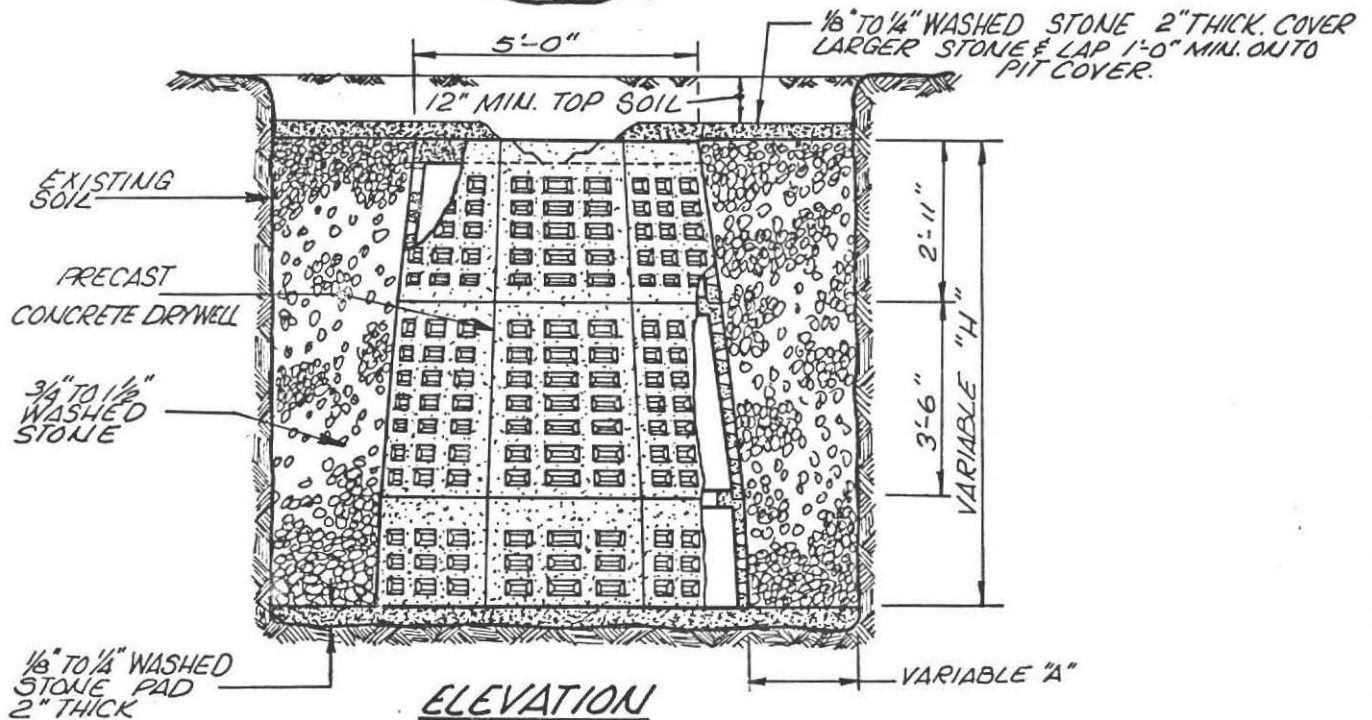 1/8" TO 1/4" WASHED STONE 2" THICK. COVER
LARGER STONE & LAP 1'-0" MIN. ONTO
PIT COVER.
5'-0"
12" MIN. TOP SOIL
EXISTING
SOIL
PRECAST
CONCRETE DRYWELL
3/4" TO 1 1/2"
WASHED
STONE
2'-11"
3'-6"
VARIABLE "H"
1/8" TO 1/4" WASHED
STONE PAD
2" THICK
VARIABLE "A"
ELEVATION